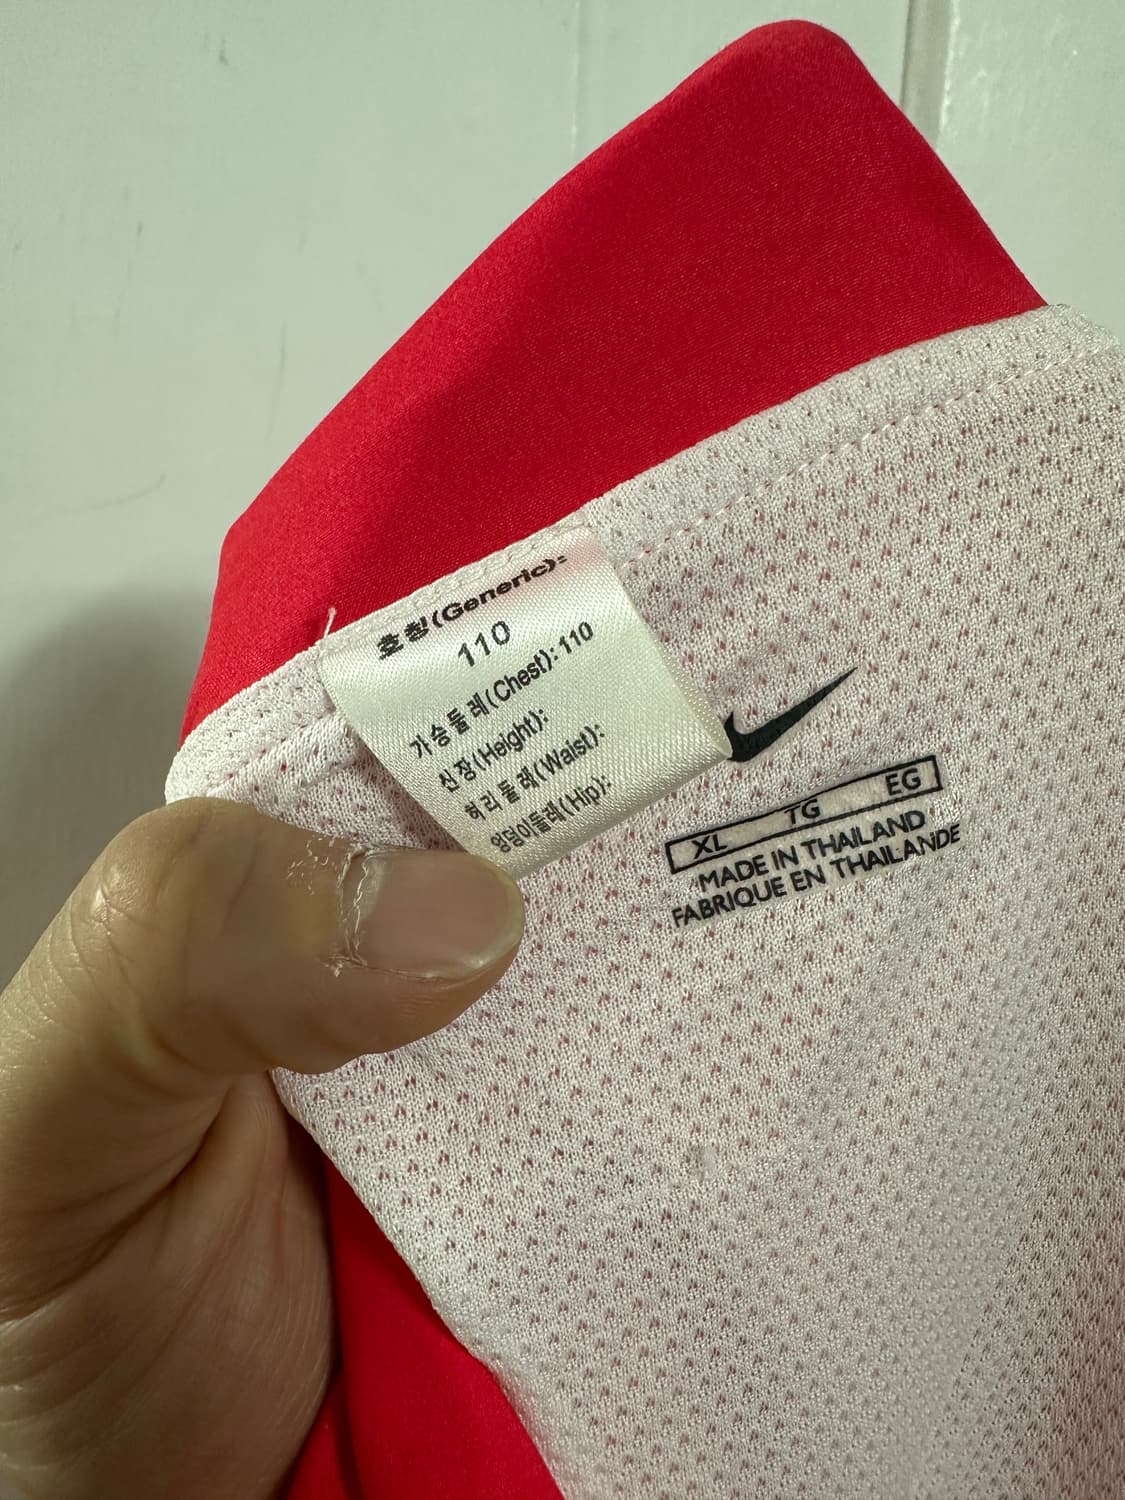 호칭(Generic):
110
가슴둘레(Chest): 110
신장(Height):
허리둘레(Waist):
엉덩이둘레(Hip):
XL TG EG
MADE IN THAILAND
FABRIQUE EN THAILANDE